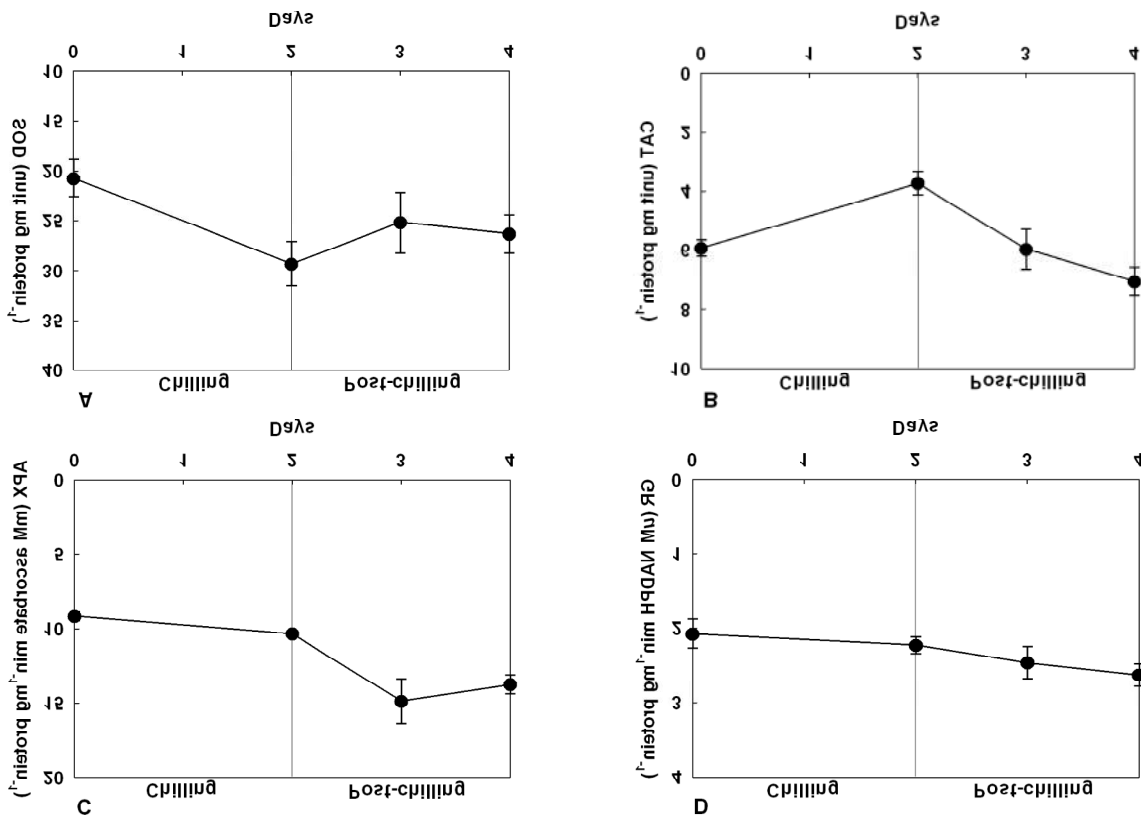 Days
0 1 2 3 4
10
15
20
25
30
35
40
SOD (unit mg protein⁻¹)
Chilling Post-chilling
A
Days
0 1 2 3 4
0
2
4
6
8
10
CAT (unit mg protein⁻¹)
Chilling Post-chilling
B
Days
0 1 2 3 4
0
5
10
15
20
APX (mM ascorbate min⁻¹ mg protein⁻¹)
Chilling Post-chilling
C
Days
0 1 2 3 4
0
1
2
3
4
GR (uM NADPH min⁻¹ mg protein⁻¹)
Chilling Post-chilling
D